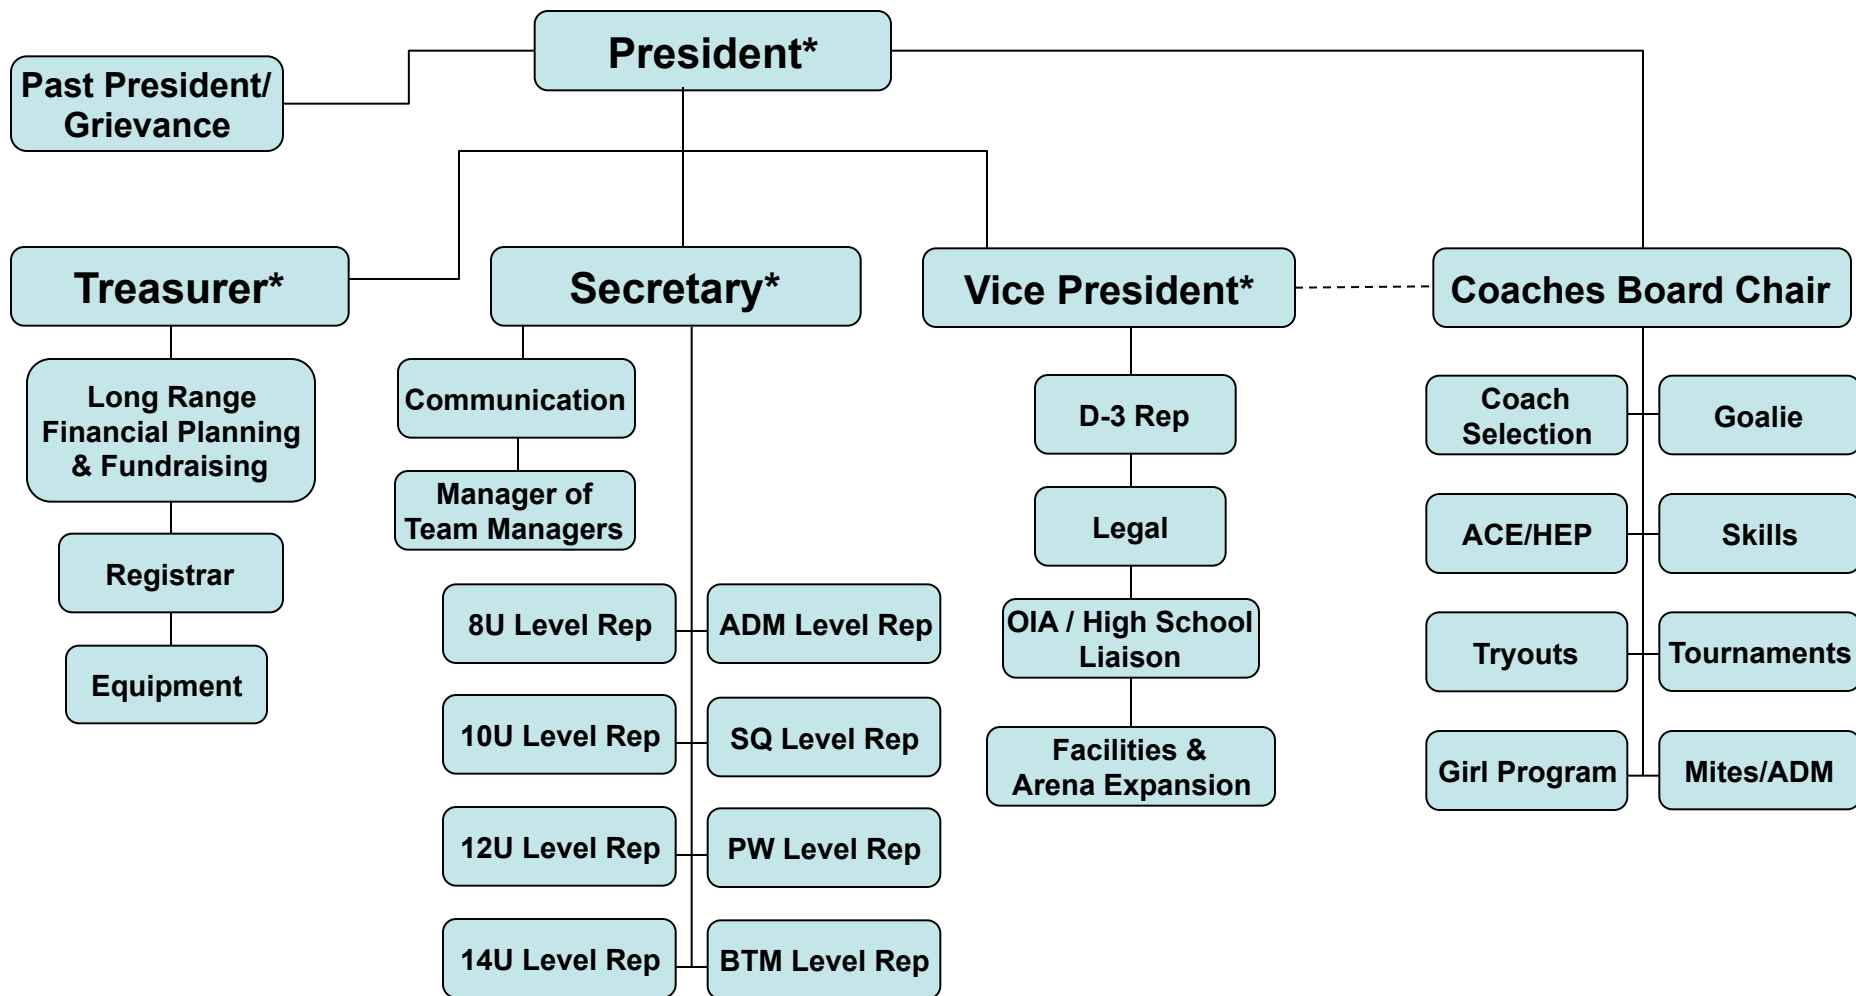 President*
Past President/
Grievance
Treasurer*
Secretary*
Vice President*
Coaches Board Chair
Long Range
Financial Planning
& Fundraising
Registrar
Equipment
Communication
Manager of
Team Managers
8U Level Rep
ADM Level Rep
10U Level Rep
SQ Level Rep
12U Level Rep
PW Level Rep
14U Level Rep
BTM Level Rep
D-3 Rep
Legal
OIA / High School
Liaison
Facilities &
Arena Expansion
Coach
Selection
Goalie
ACE/HEP
Skills
Tryouts
Tournaments
Girl Program
Mites/ADM